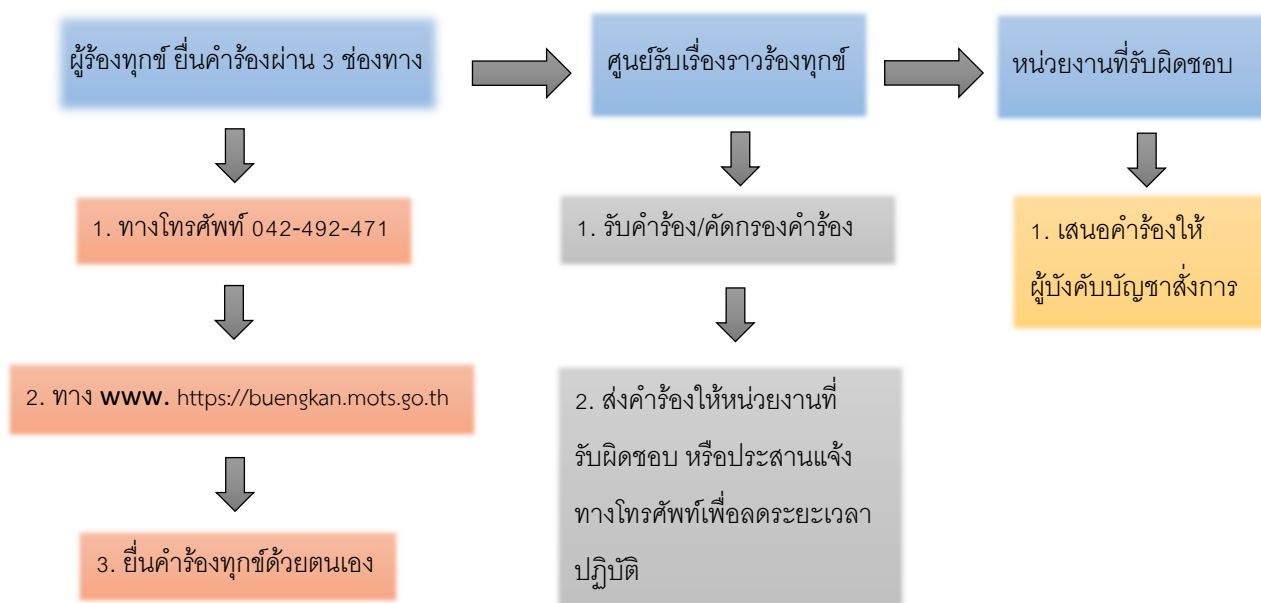 ผู้ร้องทุกข์ ยื่นคำร้องผ่าน 3 ช่องทาง
1. ทางโทรศัพท์ 042-492-471
2. ทาง www. https://buengkan.mots.go.th
3. ยื่นคำร้องทุกข์ด้วยตนเอง
ศูนย์รับเรื่องราวร้องทุกข์
1. รับคำร้อง/คัดกรองคำร้อง
2. ส่งคำร้องให้หน่วยงานที่
รับผิดชอบ หรือประสานแจ้ง
ทางโทรศัพท์เพื่อลดระยะเวลา
ปฏิบัติ
หน่วยงานที่รับผิดชอบ
1. เสนอคำร้องให้
ผู้บังคับบัญชาสั่งการ